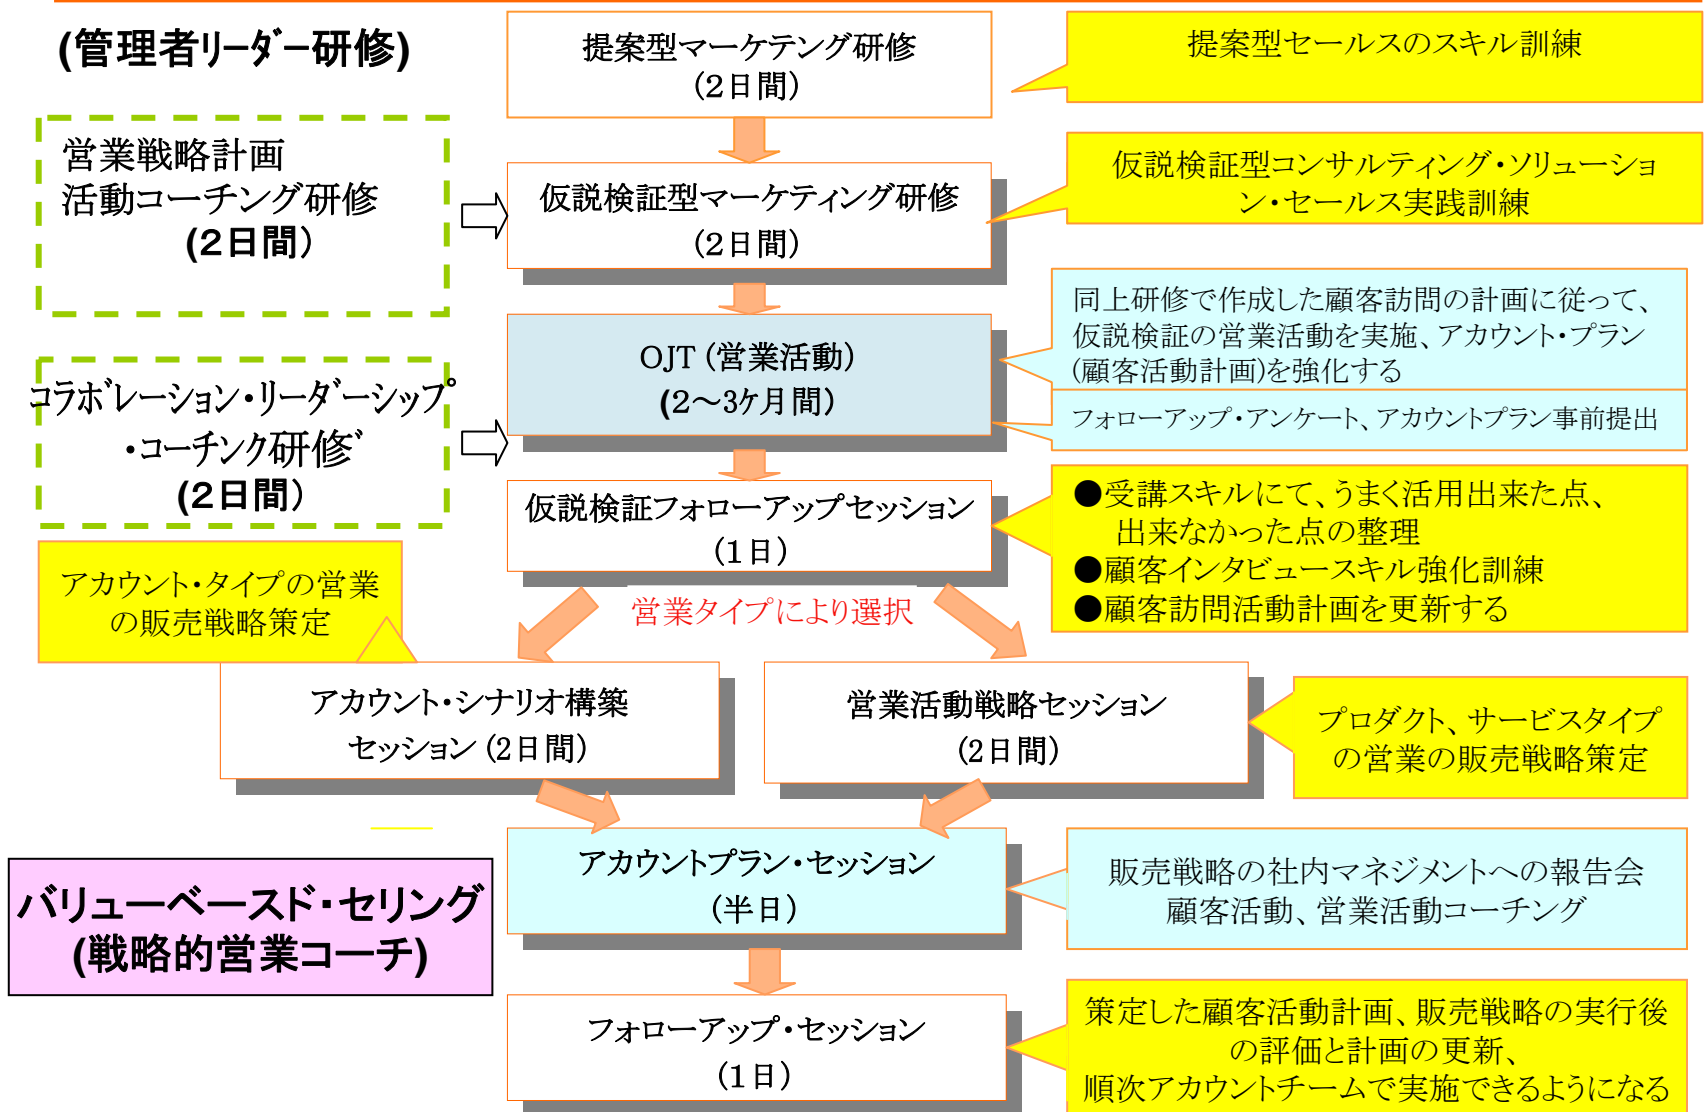 (管理者リーダー研修)
提案型マーケテング研修
(2日間)
提案型セールスのスキル訓練
営業戦略計画
活動コーチング研修
(2日間)
仮説検証型マーケティング研修
(2日間)
仮説検証型コンサルティング・ソリューショ
ン・セールス実践訓練
OJT (営業活動)
(2～3ケ月間)
同上研修で作成した顧客訪問の計画に従って、
仮説検証の営業活動を実施、アカウント・プラン
(顧客活動計画)を強化する
フォローアップ・アンケート、アカウントプラン事前提出
コラボレーション・リーダーシップ
・コーチンク研修゛
(2日間)
仮説検証フォローアップセッション
(1日)
●受講スキルにて、うまく活用出来た点、
出来なかった点の整理
●顧客インタビュースキル強化訓練
●顧客訪問活動計画を更新する
アカウント・タイプの営業
の販売戦略策定
営業タイプにより選択
アカウント・シナリオ構築
セッション (2日間)
営業活動戦略セッション
(2日間)
プロダクト、サービスタイプ
の営業の販売戦略策定
バリューベースド・セリング
(戦略的営業コーチ)
アカウントプラン・セッション
(半日)
販売戦略の社内マネジメントへの報告会
顧客活動、営業活動コーチング
フォローアップ・セッション
(1日)
策定した顧客活動計画、販売戦略の実行後
の評価と計画の更新、
順次アカウントチームで実施できるようになる